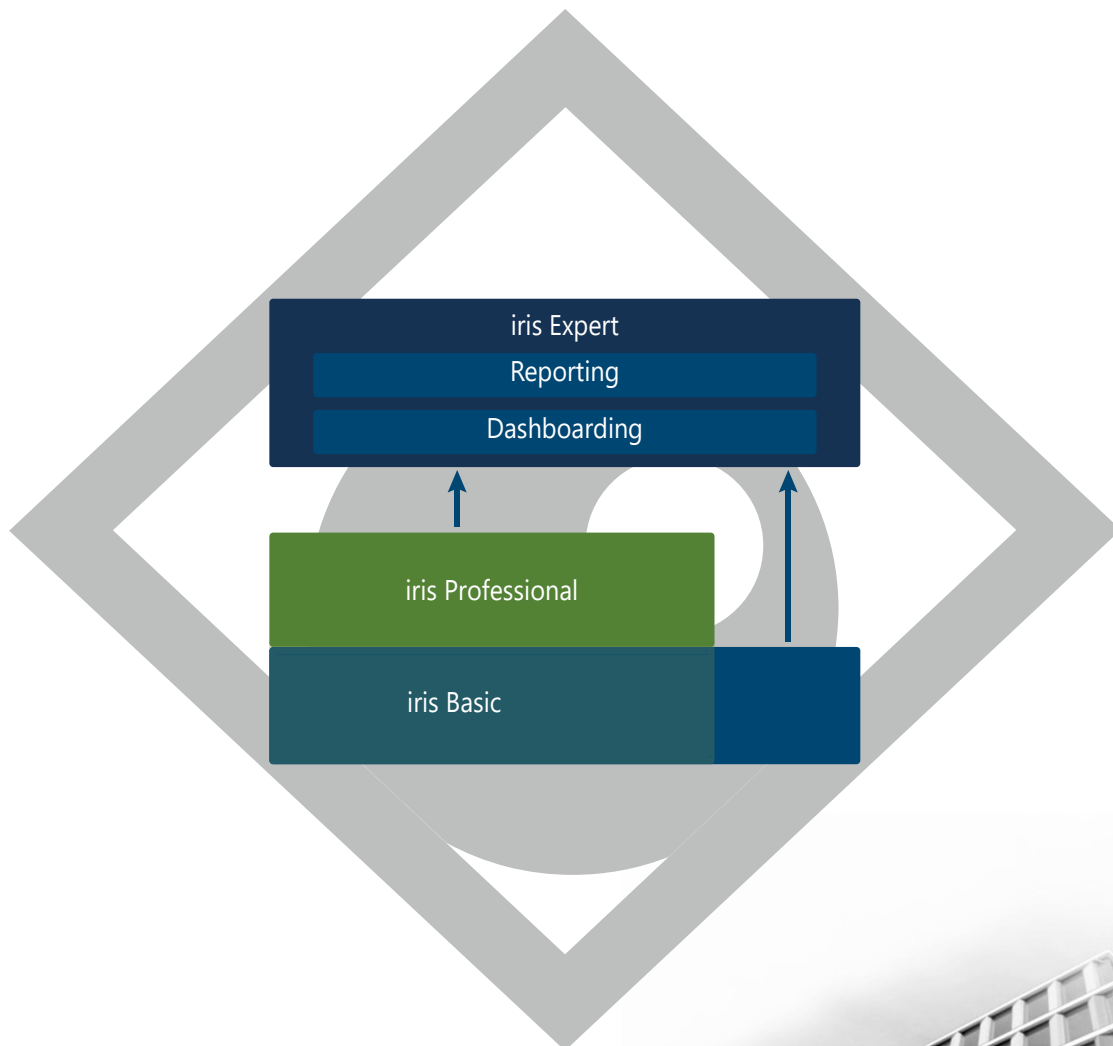 iris Expert
Reporting
Dashboarding
iris Professional
iris Basic